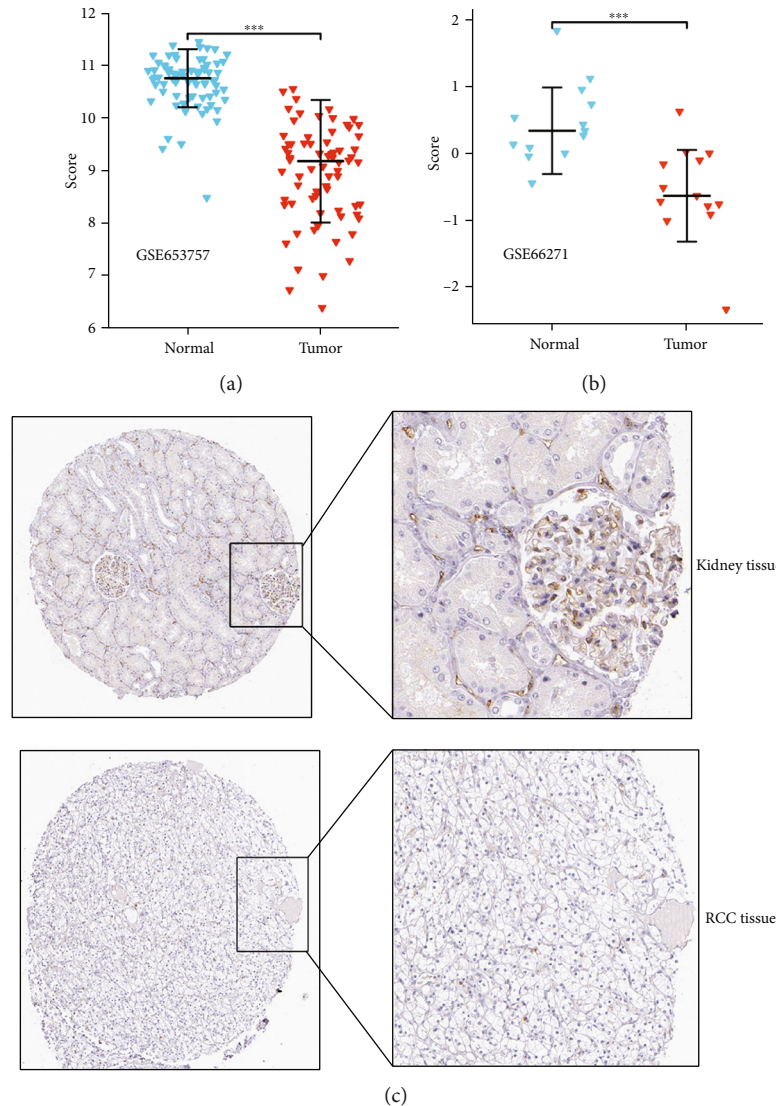 12
11
10
9
8
7
6
Score
***
GSE653757
Normal
Tumor
(a)
2
1
0
−1
−2
Score
***
GSE66271
Normal
Tumor
(b)
Kidney tissu
RCC tissue
(c)